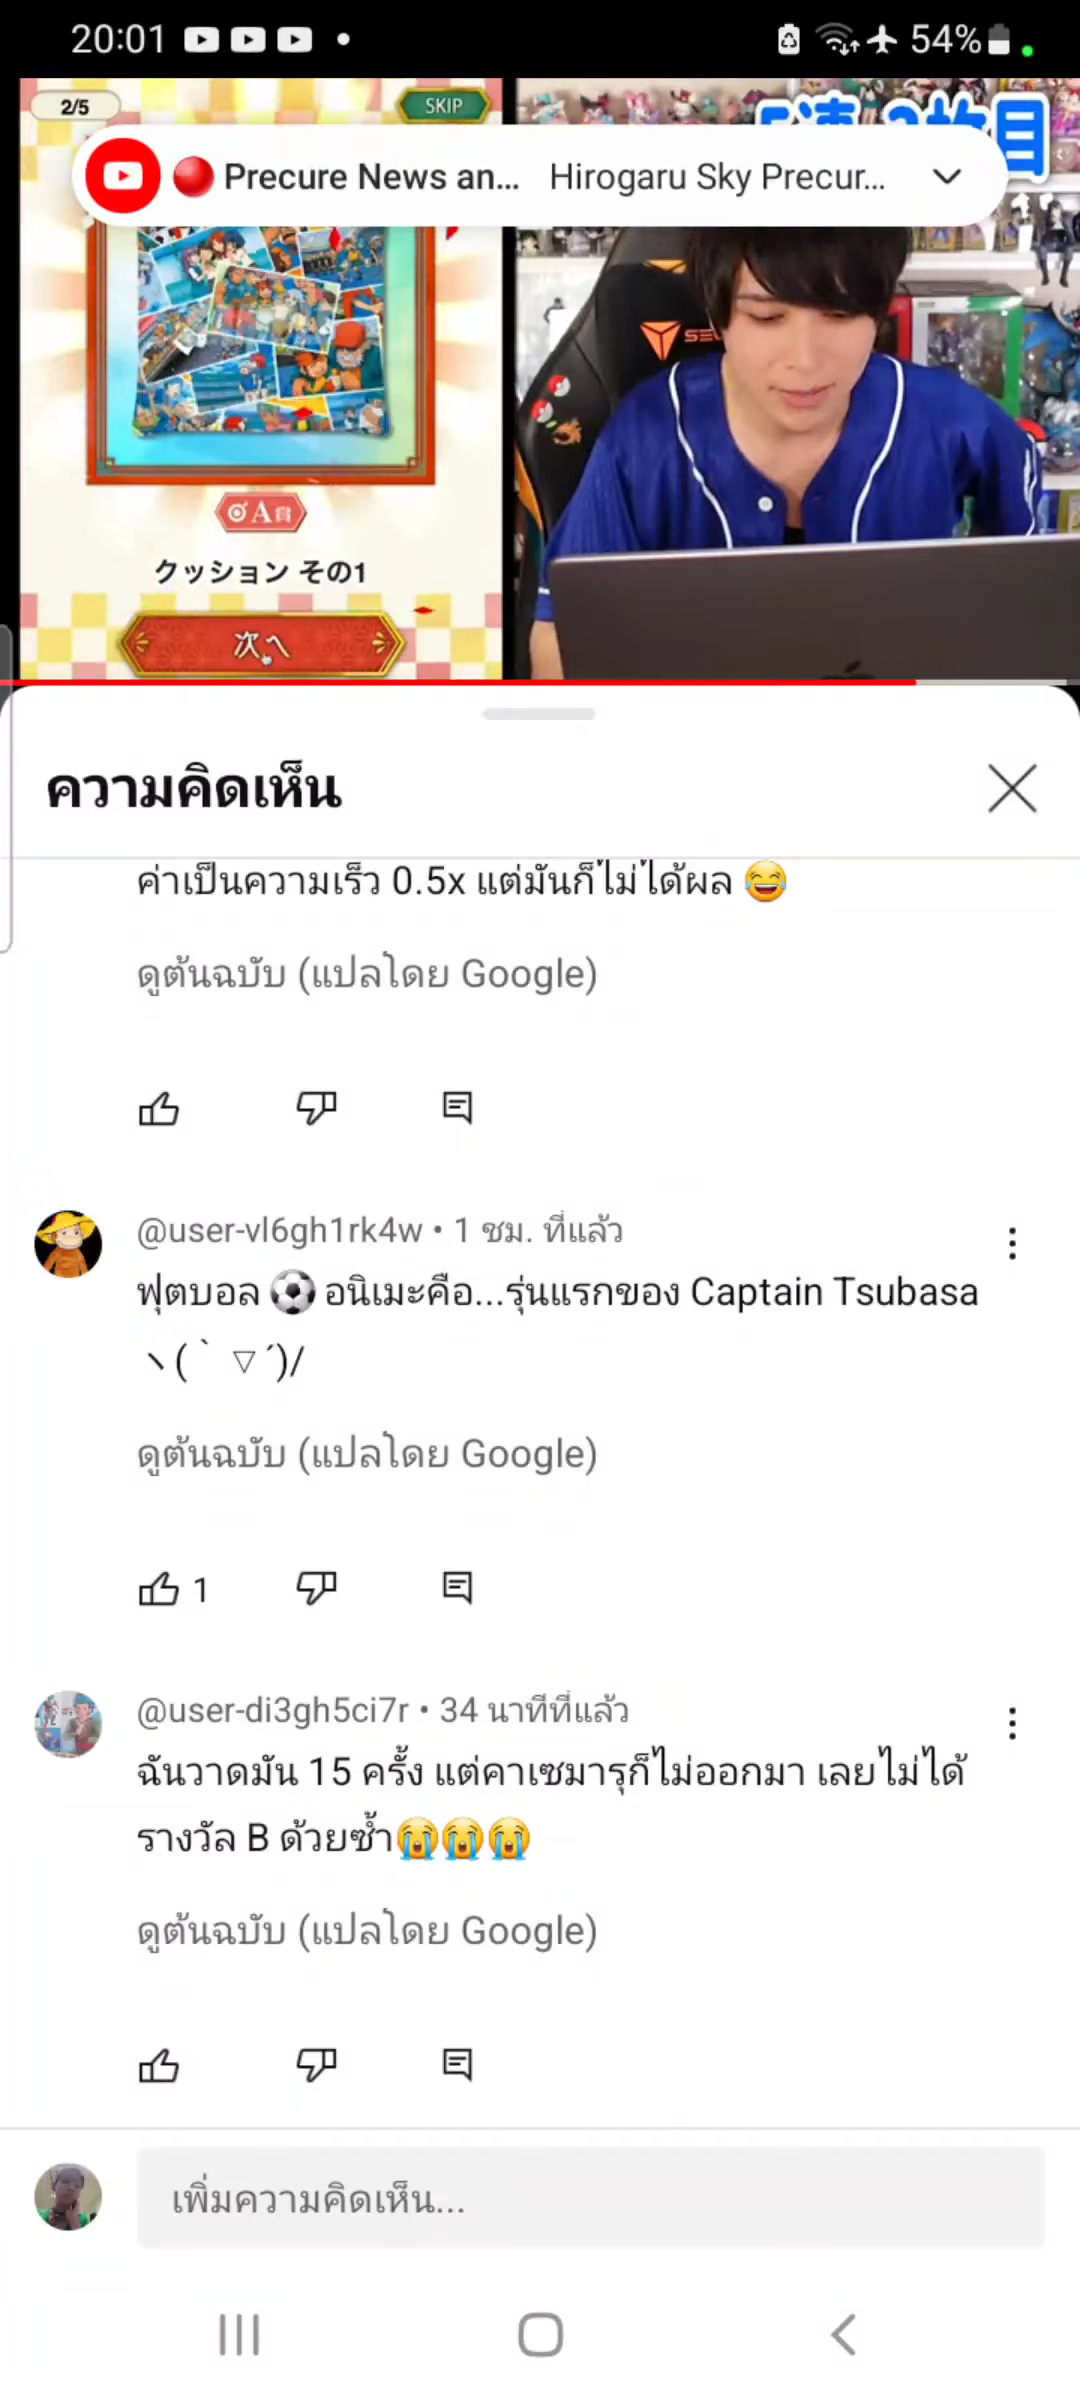 20:01
54%
2/5
SKIP
Precure News an... Hirogaru Sky Precur...
A賞
クッション その1
次へ
ความคิดเห็น
ค่าเป็นความเร็ว 0.5x แต่มันก็ไม่ได้ผล 😂
ดูต้นฉบับ (แปลโดย Google)
@user-vl6gh1rk4w • 1 ชม. ที่แล้ว
ฟุตบอล ⚽ อนิเมะคือ...รุ่นแรกของ Captain Tsubasa
ヽ(｀▽´)/
ดูต้นฉบับ (แปลโดย Google)
1
@user-di3gh5ci7r • 34 นาทีที่แล้ว
ฉันวาดมัน 15 ครั้ง แต่คาเซมารุก็ไม่ออกมา เลยไม่ได้
รางวัล B ด้วยซ้ำ😭😭😭
ดูต้นฉบับ (แปลโดย Google)
เพิ่มความคิดเห็น...